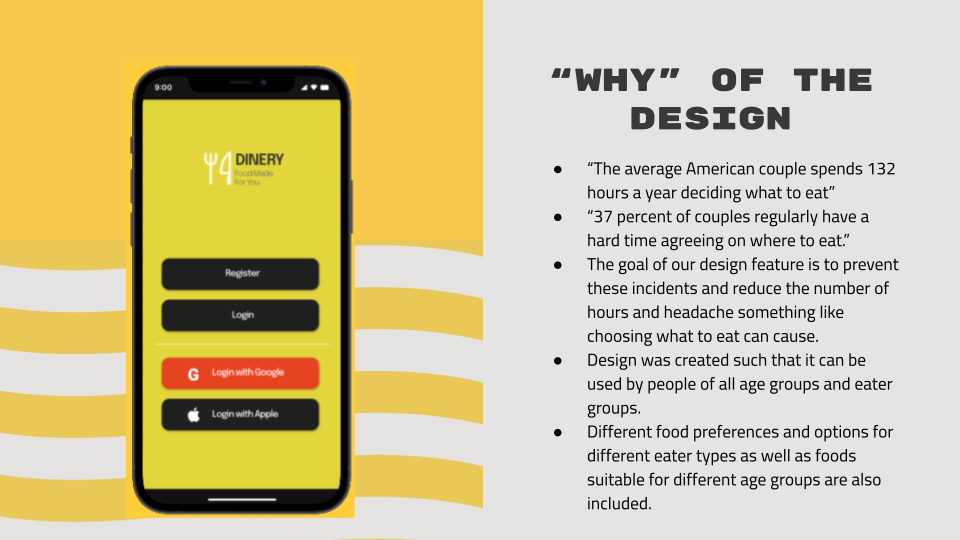 9:00
DINERY
Food Made
For You
Register
Login
G Login with Google
Login with Apple
“WHY” OF THE
DESIGN
● “The average American couple spends 132
hours a year deciding what to eat”
● “37 percent of couples regularly have a
hard time agreeing on where to eat.”
● The goal of our design feature is to prevent
these incidents and reduce the number of
hours and headache something like
choosing what to eat can cause.
● Design was created such that it can be
used by people of all age groups and eater
groups.
● Different food preferences and options for
different eater types as well as foods
suitable for different age groups are also
included.